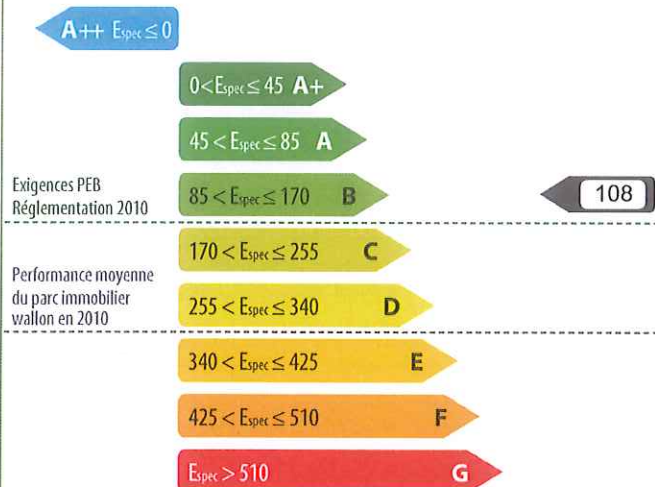 A++ Espec ≤ 0
0 < Espec ≤ 45 A+
45 < Espec ≤ 85 A
Exigences PEB
Réglementation 2010
85 < Espec ≤ 170 B
108
170 < Espec ≤ 255 C
Performance moyenne
du parc immobilier
wallon en 2010
255 < Espec ≤ 340 D
340 < Espec ≤ 425 E
425 < Espec ≤ 510 F
Espec > 510 G